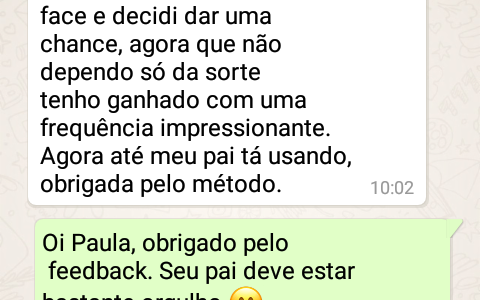 face e decidi dar uma
chance, agora que não
dependo só da sorte
tenho ganhado com uma
frequência impressionante.
Agora até meu pai tá usando,
obrigada pelo método.
10:02
Oi Paula, obrigado pelo
feedback. Seu pai deve estar
bastante orgulho